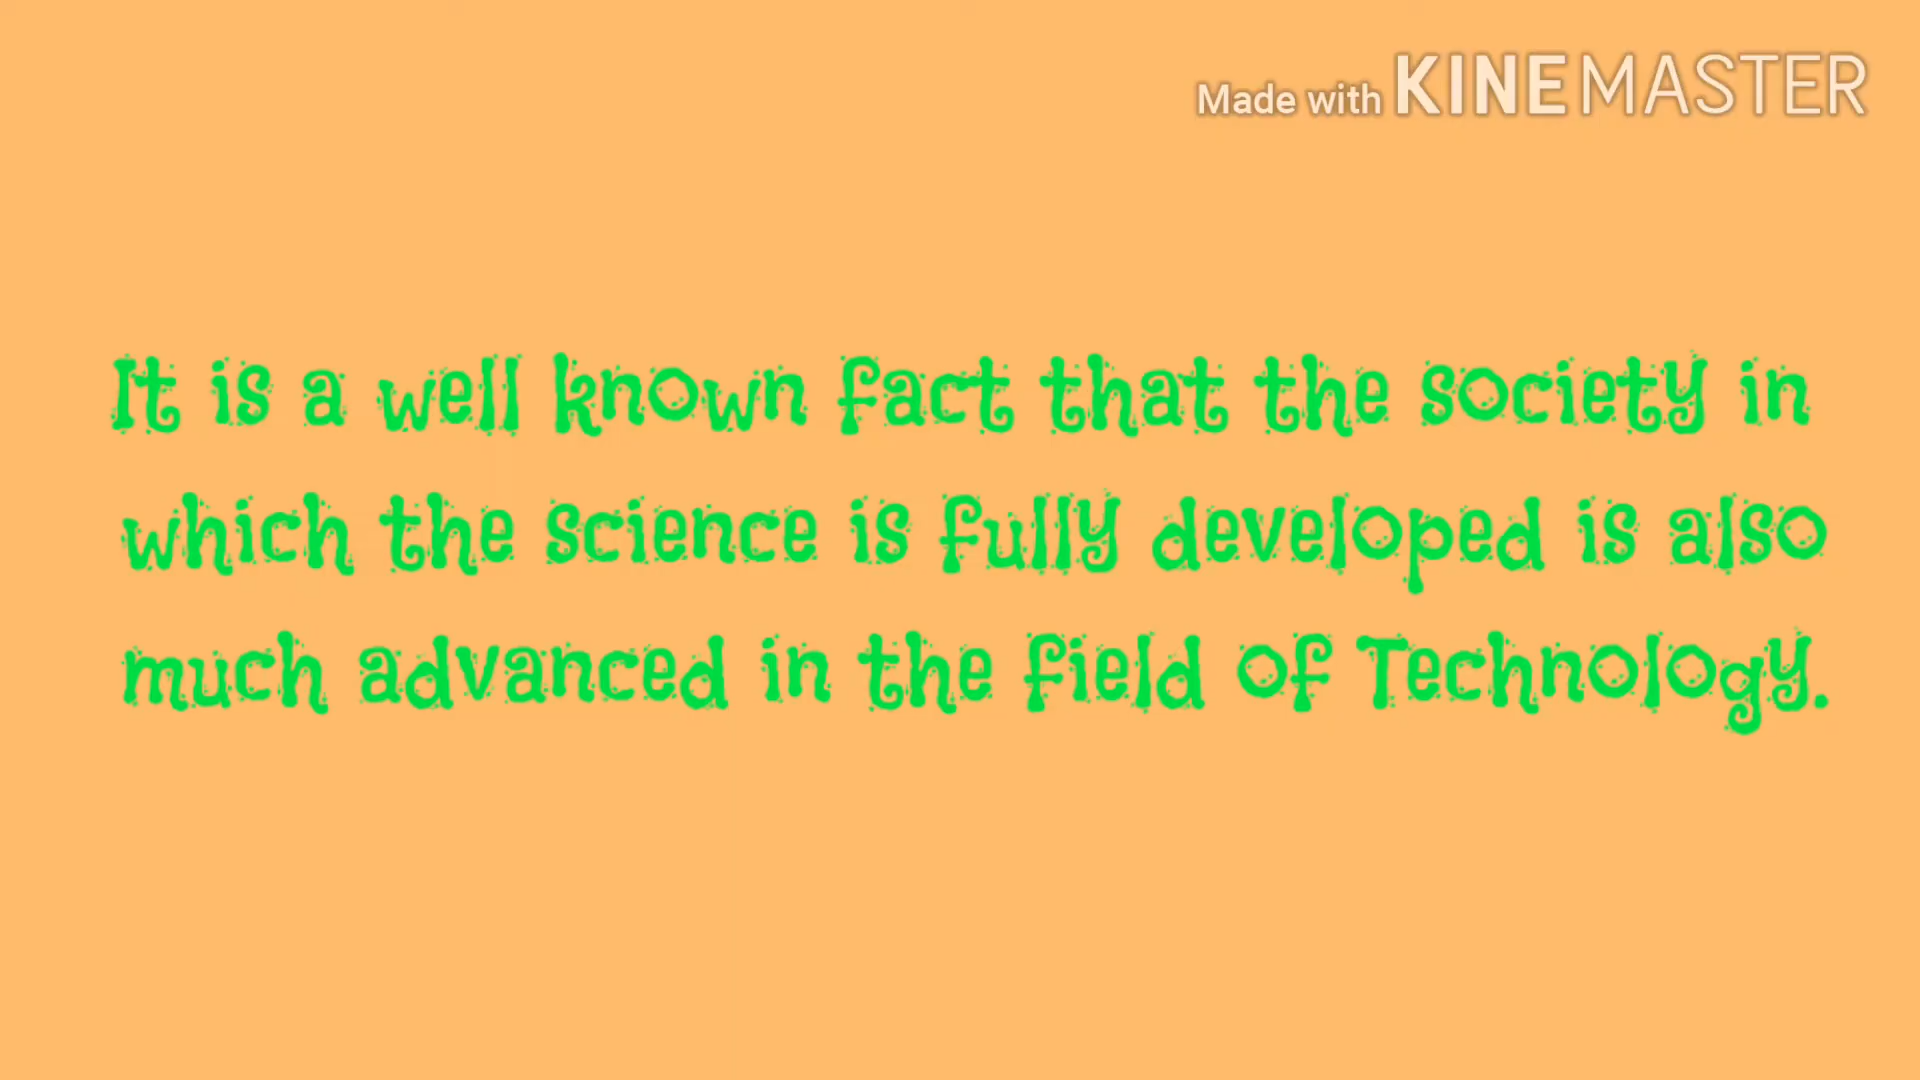 Made with KINEMASTER
It is a well known fact that the society in
which the science is fully developed is also
much advanced in the field of Technology.